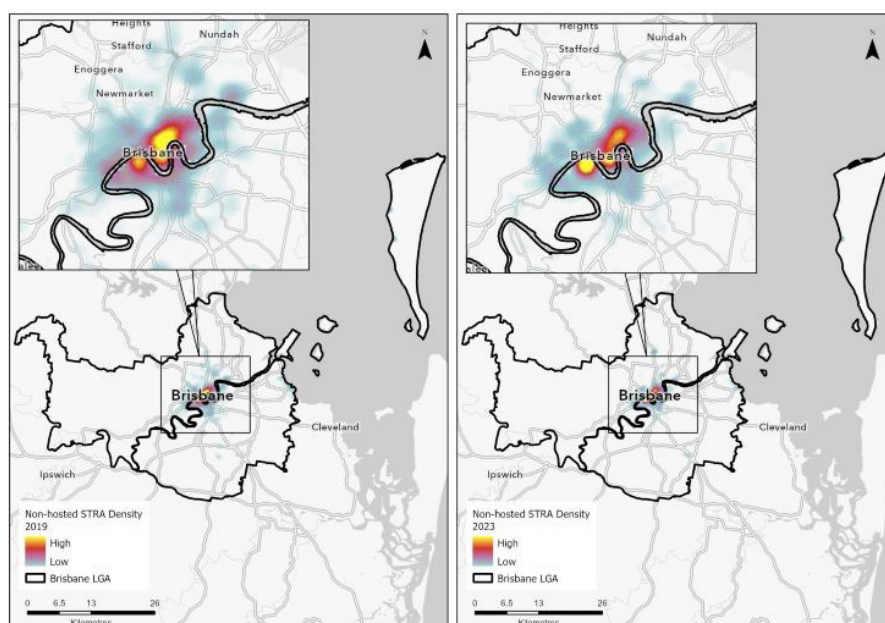 Heights
Nundah
Stafford
Enoggera
Newmarket
Brisbane
Brisbane
Cleveland
Ipswich
Non-hosted STRA Density
2019
High
Low
Brisbane LGA
0 6.5 13 26
Kilometres
N
Heights
Nundah
Stafford
Enoggera
Newmarket
Brisbane
Brisbane
Cleveland
Ipswich
Non-hosted STRA Density
2023
High
Low
Brisbane LGA
0 6.5 13 26
Kilometres
N